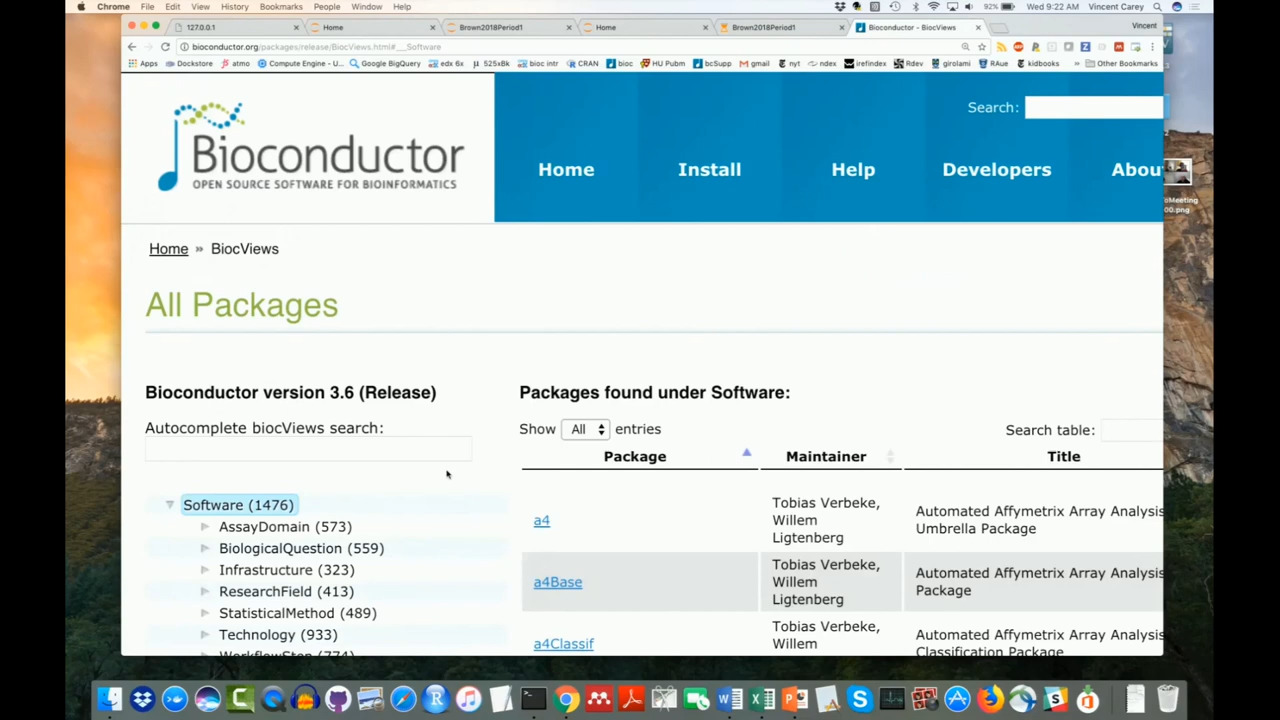 Chrome File Edit View History Bookmarks People Window Help 92% Wed 9:22 AM Vincent Carey
127.0.0.1 Home Brown2018Period1 Home Brown2018Period1 Bioconductor - BiocViews Vincent
bioconductor.org/packages/release/BiocViews.html#___Software
Apps Dockstore atmo Compute Engine - U... Google BigQuery edx 6x 525xBk bioc intr CRAN bioc HU Pubm bcSupp gmail nyt ndex irefindex Rdev girolami RAue kidbooks » Other Bookmarks
Search:
Bioconductor
OPEN SOURCE SOFTWARE FOR BIOINFORMATICS
Home Install Help Developers Abou
oMeeting
00.png
Home » BiocViews
All Packages
Bioconductor version 3.6 (Release)
Autocomplete biocViews search:
Software (1476)
AssayDomain (573)
BiologicalQuestion (559)
Infrastructure (323)
ResearchField (413)
StatisticalMethod (489)
Technology (933)
WorkflowStep (774)
Packages found under Software:
Show All entries Search table:
Package Maintainer Title
a4 Tobias Verbeke, Willem Ligtenberg Automated Affymetrix Array Analysis Umbrella Package
a4Base Tobias Verbeke, Willem Ligtenberg Automated Affymetrix Array Analysis Package
a4Classif Tobias Verbeke, Willem Automated Affymetrix Array Analysis Classification Package